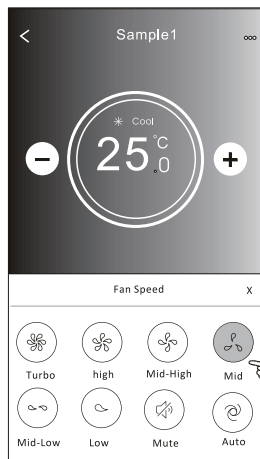 Sample1
Cool
25.0°C
Fan Speed X
Turbo high Mid-High Mid
Mid-Low Low Mute Auto